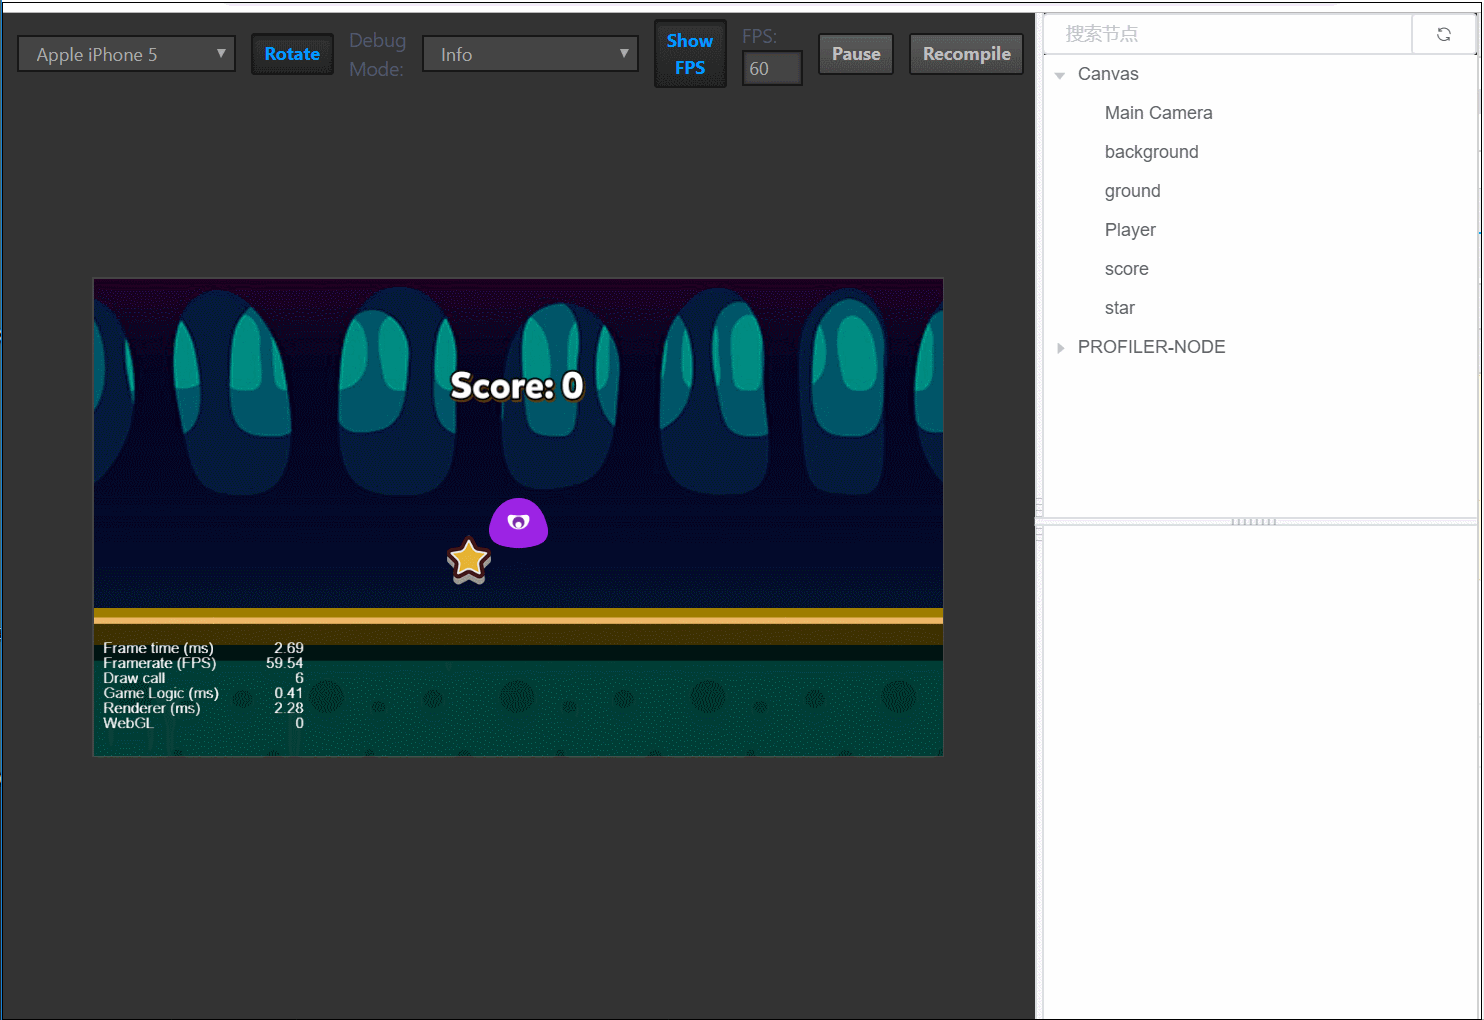 Apple iPhone 5
Rotate
Debug
Mode:
Info
Show
FPS
FPS:
60
Pause
Recompile
搜索节点
Canvas
Main Camera
background
ground
Player
score
star
PROFILER-NODE
Score: 0
Frame time (ms) 2.69
Framerate (FPS) 59.54
Draw call 6
Game Logic (ms) 0.41
Renderer (ms) 2.28
WebGL 0